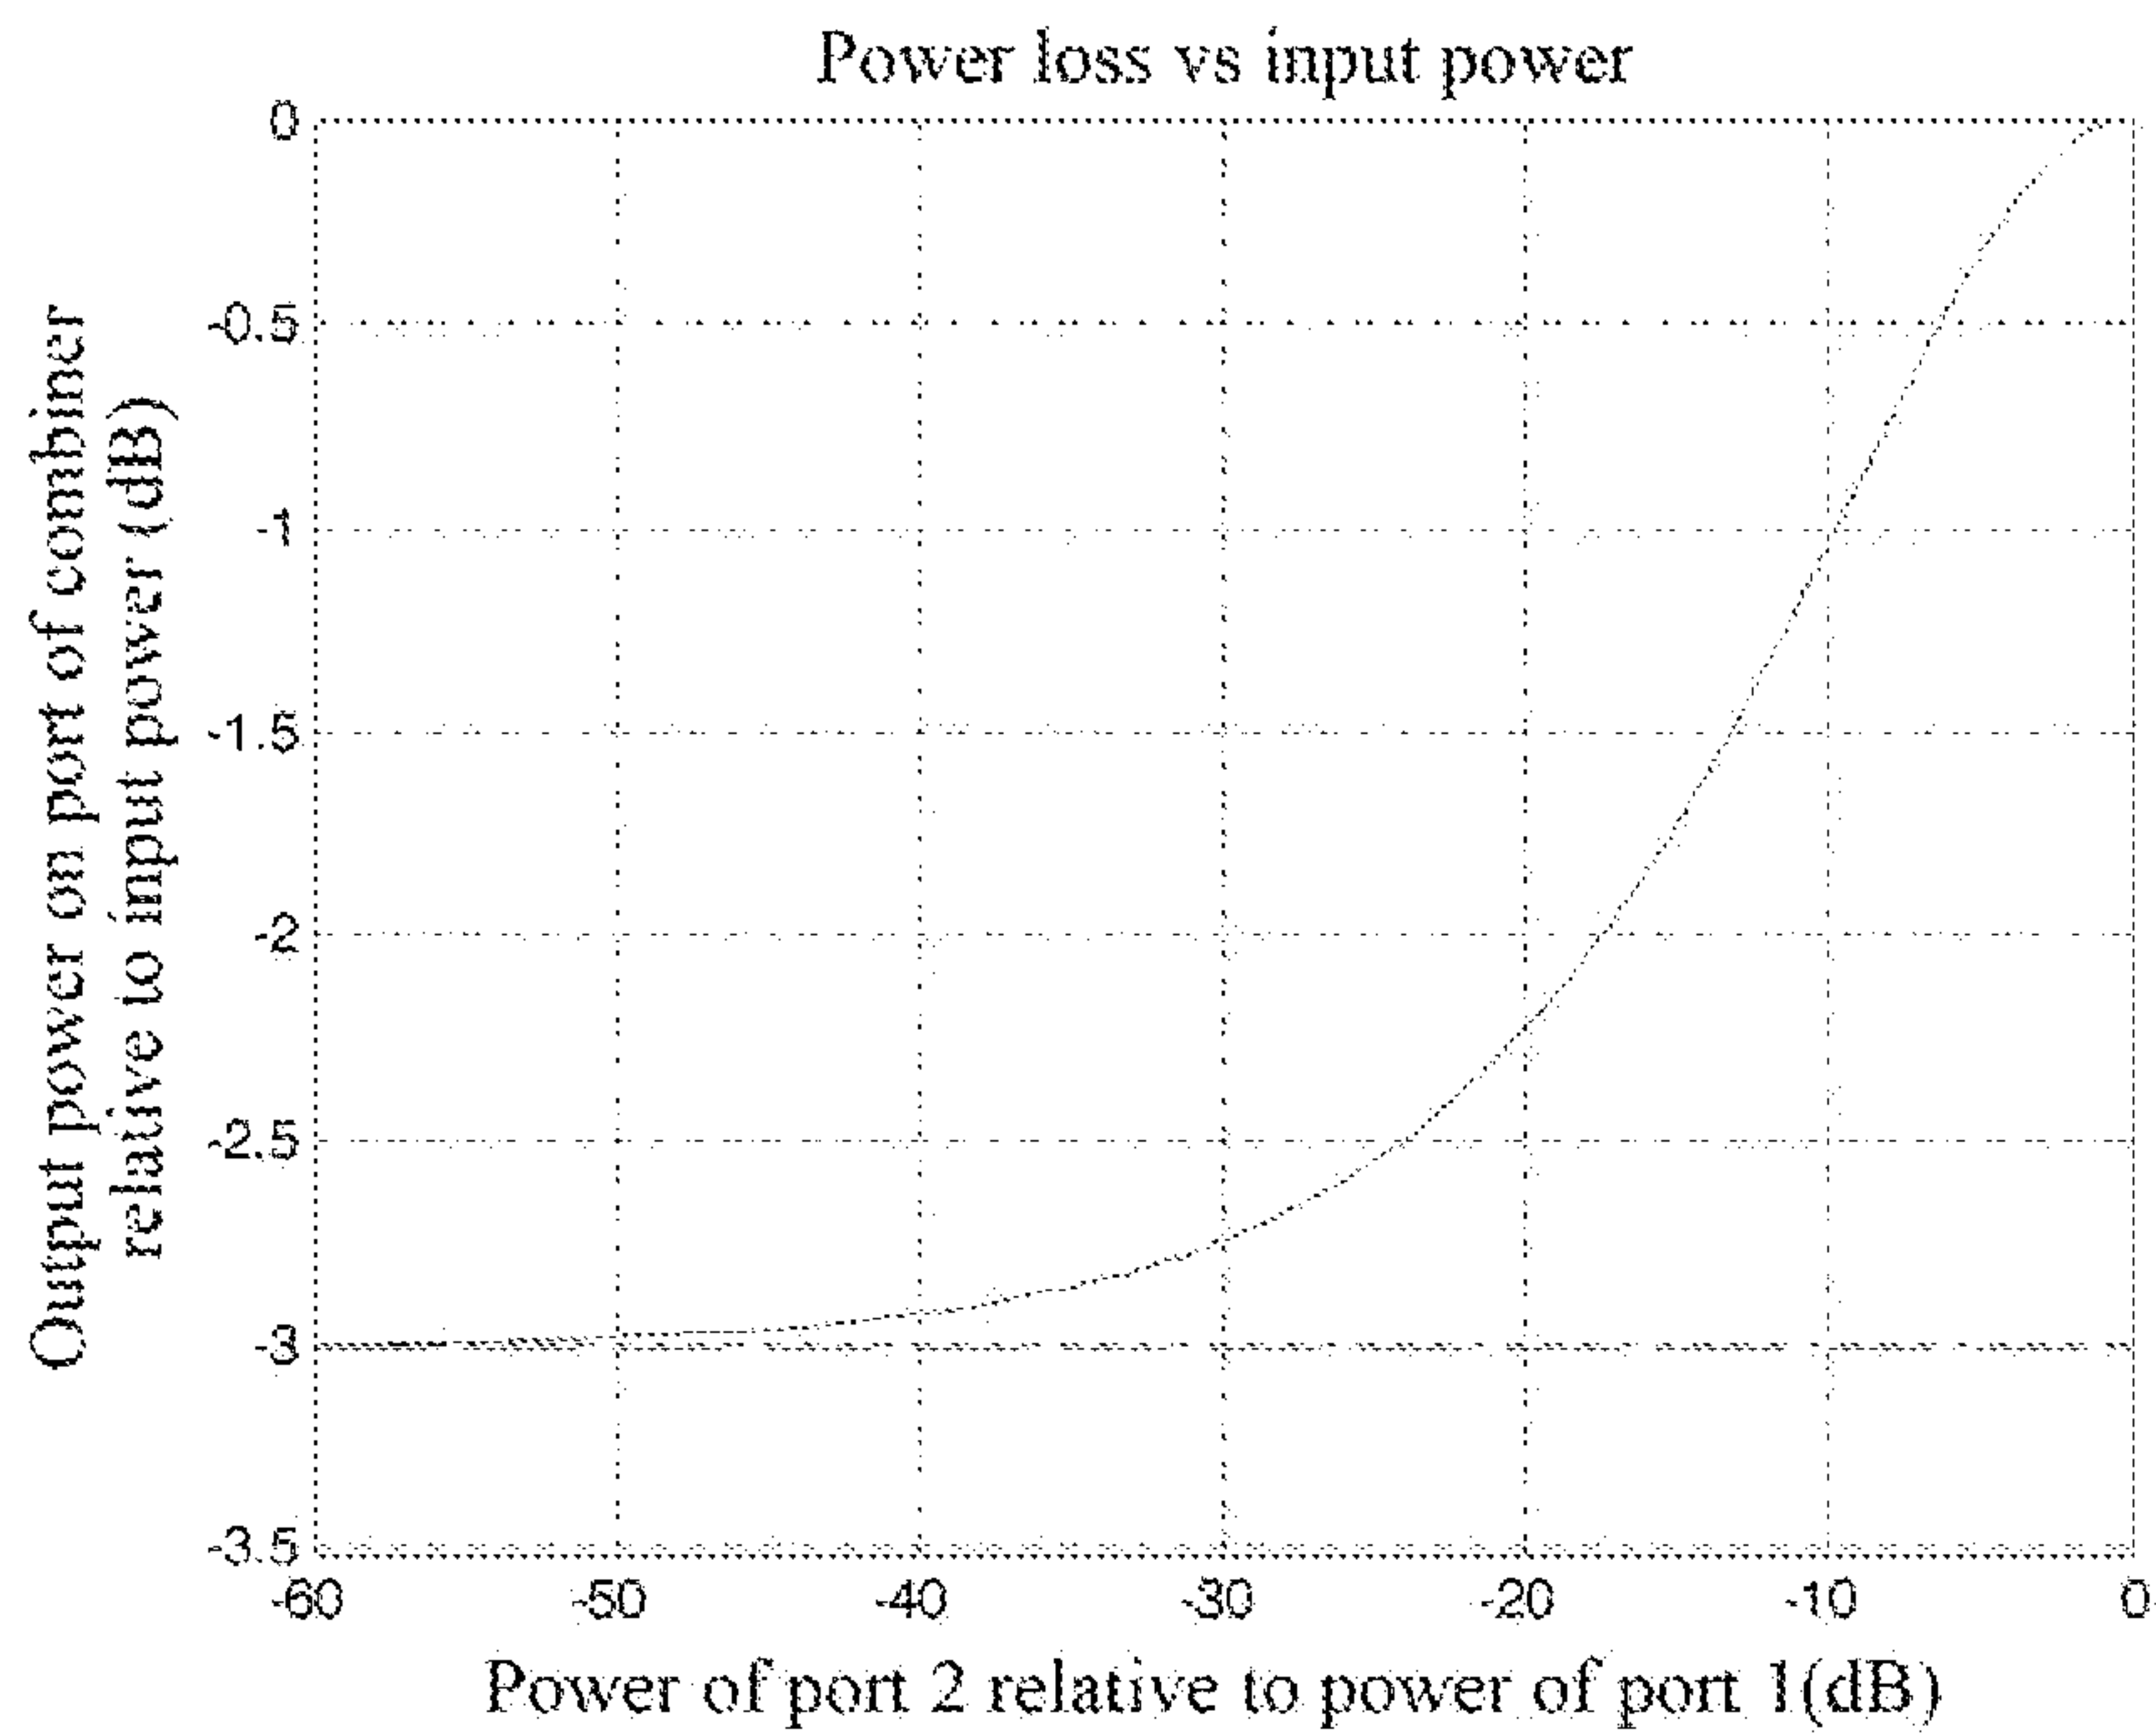 Power loss vs input power
Output power on port of combiner
relative to input power (dB)
0
-0.5
-1
-1.5
-2
-2.5
-3
-3.5
-60 -50 -40 -30 -20 -10 0
Power of port 2 relative to power of port 1(dB)